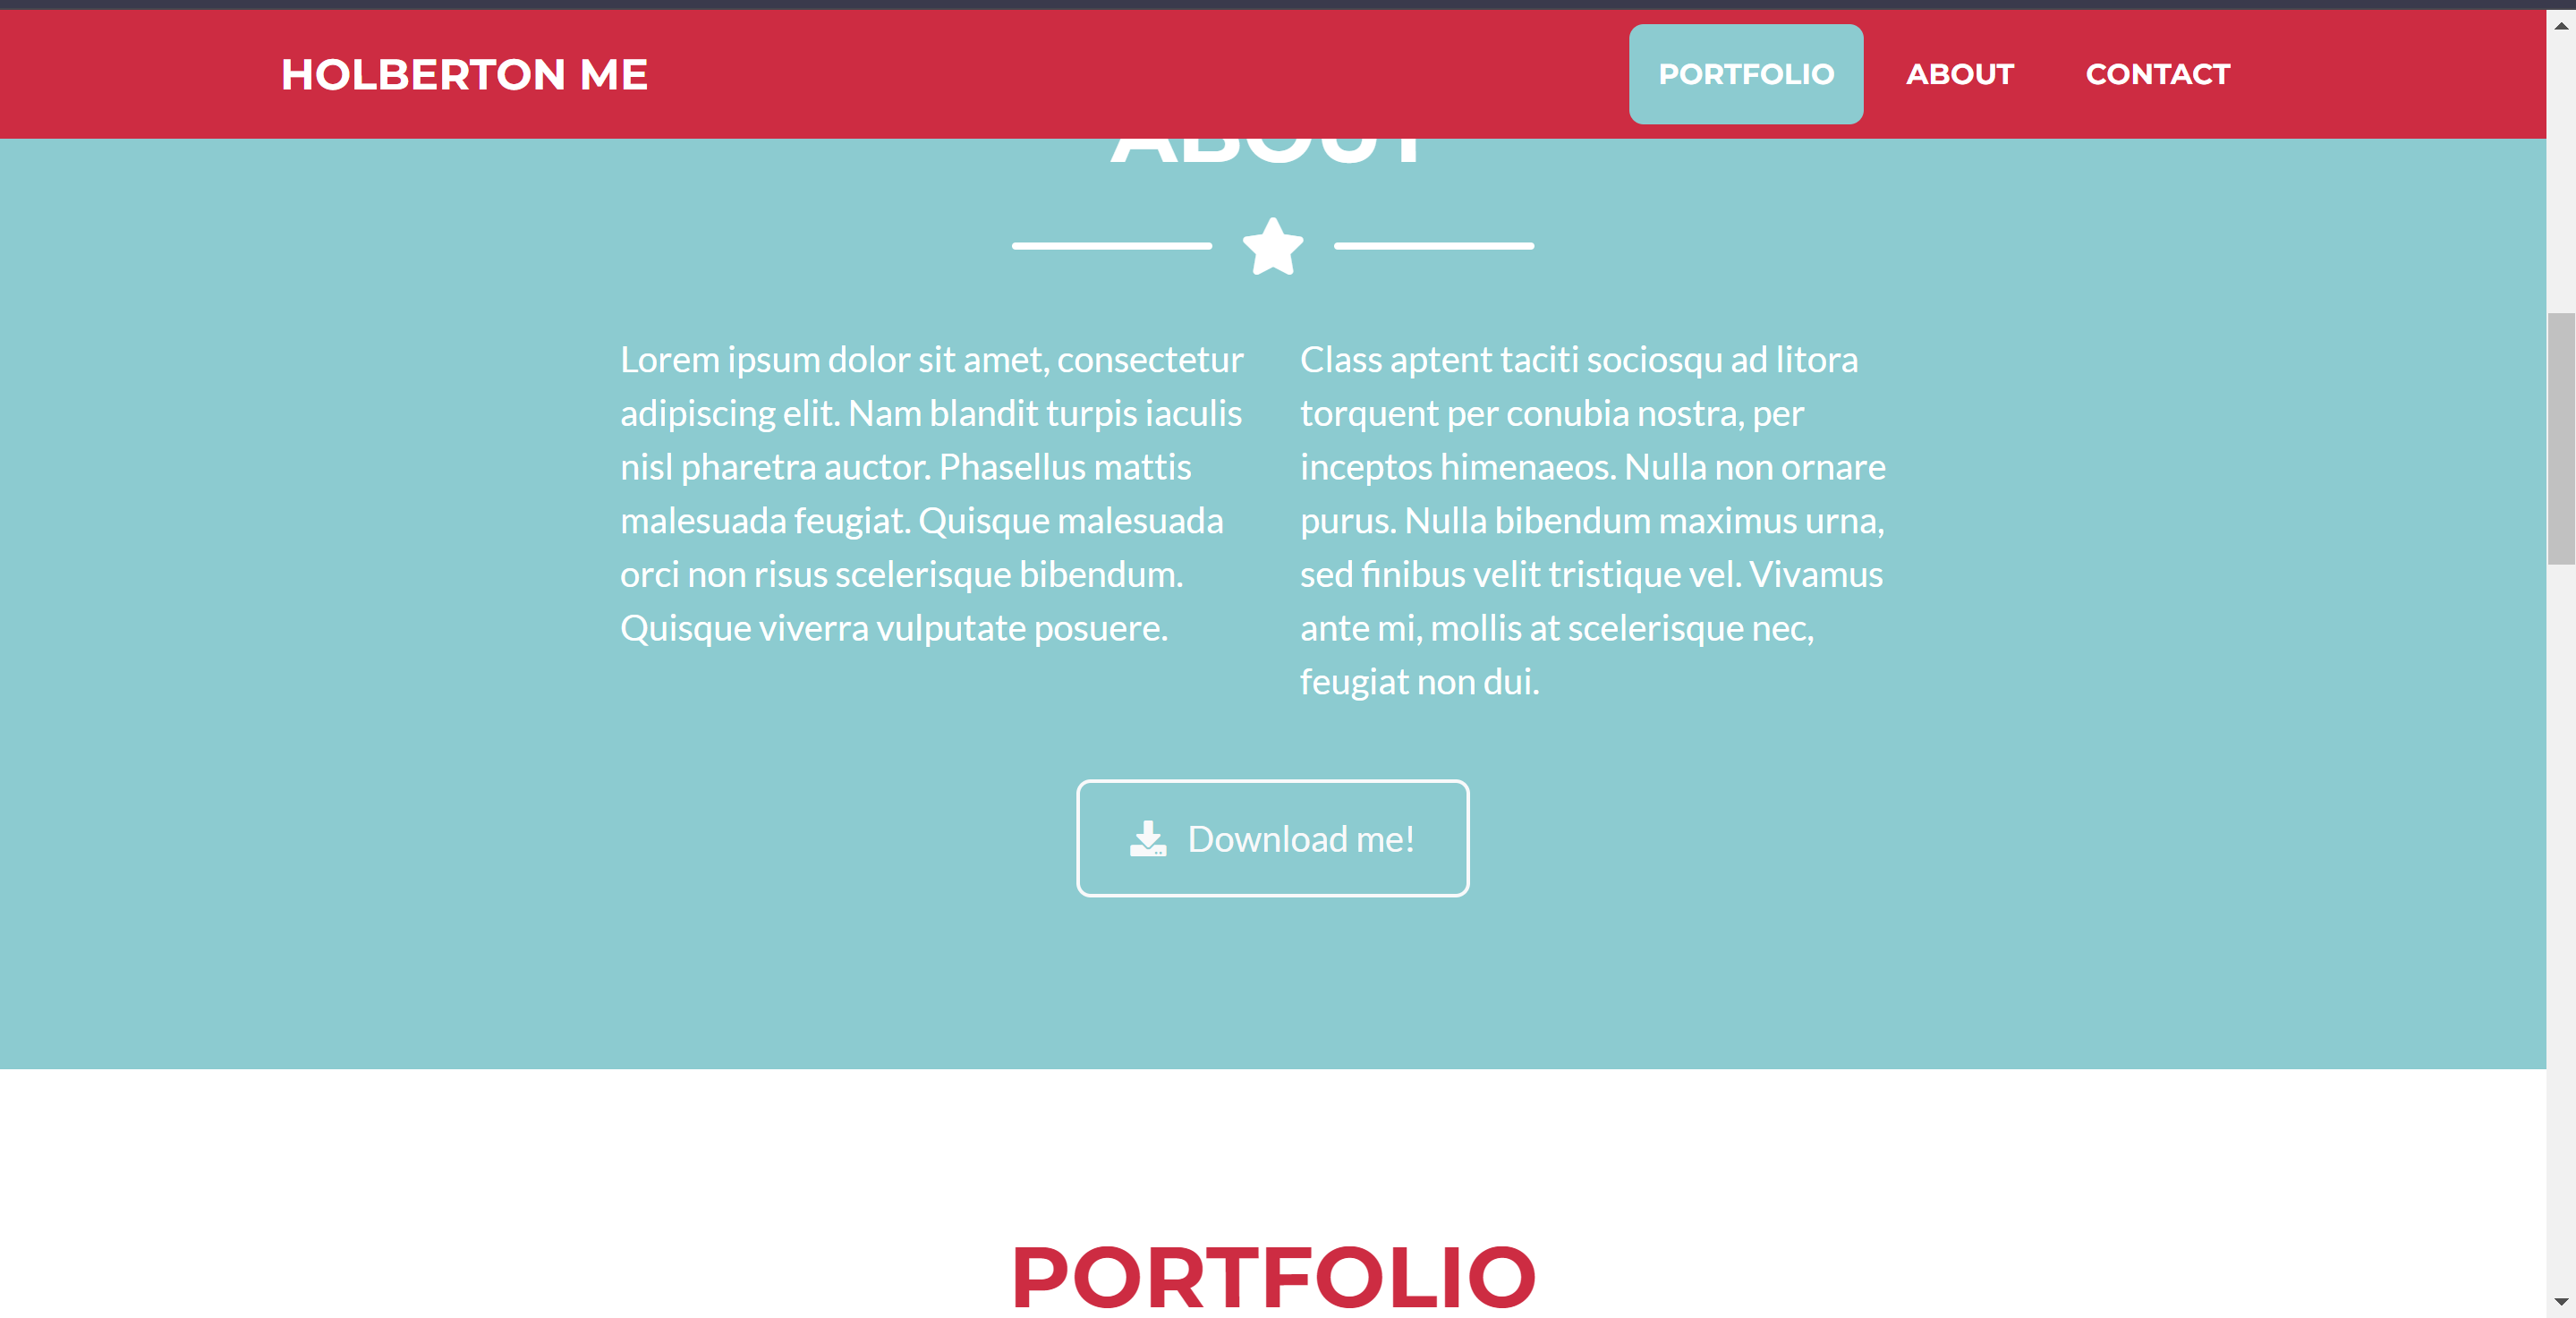 HOLBERTON ME
PORTFOLIO
ABOUT
CONTACT
ABOUT
Lorem ipsum dolor sit amet, consectetur
adipiscing elit. Nam blandit turpis iaculis
nisl pharetra auctor. Phasellus mattis
malesuada feugiat. Quisque malesuada
orci non risus scelerisque bibendum.
Quisque viverra vulputate posuere.
Class aptent taciti sociosqu ad litora
torquent per conubia nostra, per
inceptos himenaeos. Nulla non ornare
purus. Nulla bibendum maximus urna,
sed finibus velit tristique vel. Vivamus
ante mi, mollis at scelerisque nec,
feugiat non dui.
Download me!
PORTFOLIO